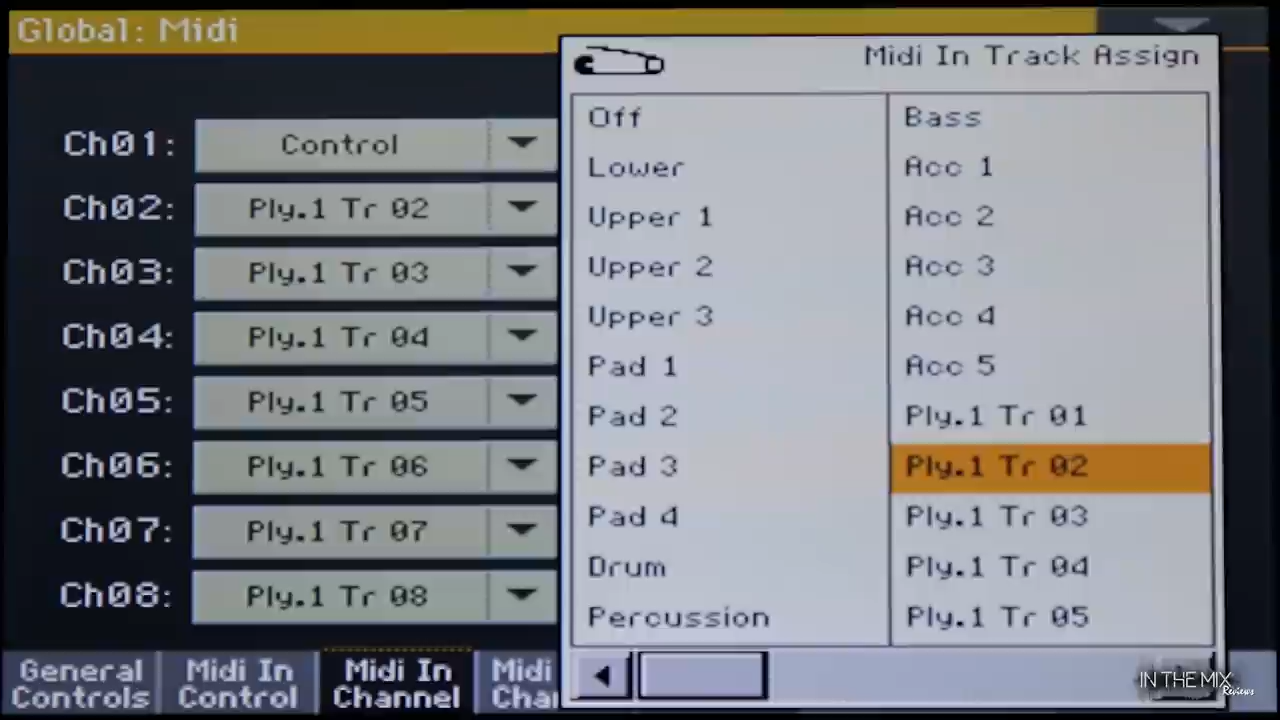 Global: Midi
Midi In Track Assign
Ch01: Control
Ch02: Ply.1 Tr 02
Ch03: Ply.1 Tr 03
Ch04: Ply.1 Tr 04
Ch05: Ply.1 Tr 05
Ch06: Ply.1 Tr 06
Ch07: Ply.1 Tr 07
Ch08: Ply.1 Tr 08
Off
Lower
Upper 1
Upper 2
Upper 3
Pad 1
Pad 2
Pad 3
Pad 4
Drum
Percussion
Bass
Acc 1
Acc 2
Acc 3
Acc 4
Acc 5
Ply.1 Tr 01
Ply.1 Tr 02
Ply.1 Tr 03
Ply.1 Tr 04
Ply.1 Tr 05
General
Controls
Midi In
Control
Midi In
Channel
Midi
IN THE MIX
Reviews